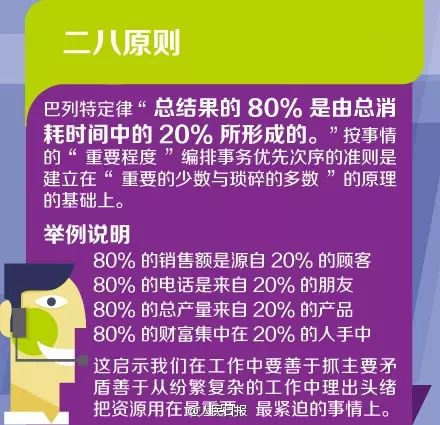 二八原则
巴列特定律“ 总结果的 80% 是由总消
耗时间中的 20% 所形成的。” 按事情
的“ 重要程度 ” 编排事务优先次序的准则是
建立在“ 重要的少数与琐碎的多数 ” 的原理
的基础上。
举例说明
80% 的销售额是源自 20% 的顾客
80% 的电话是来自 20% 的朋友
80% 的总产量来自 20% 的产品
80% 的财富集中在 20% 的人手中
这启示我们在工作中要善于抓主要矛
盾善于从纷繁复杂的工作中理出头绪
把资源用在最重要、最紧迫的事情上。